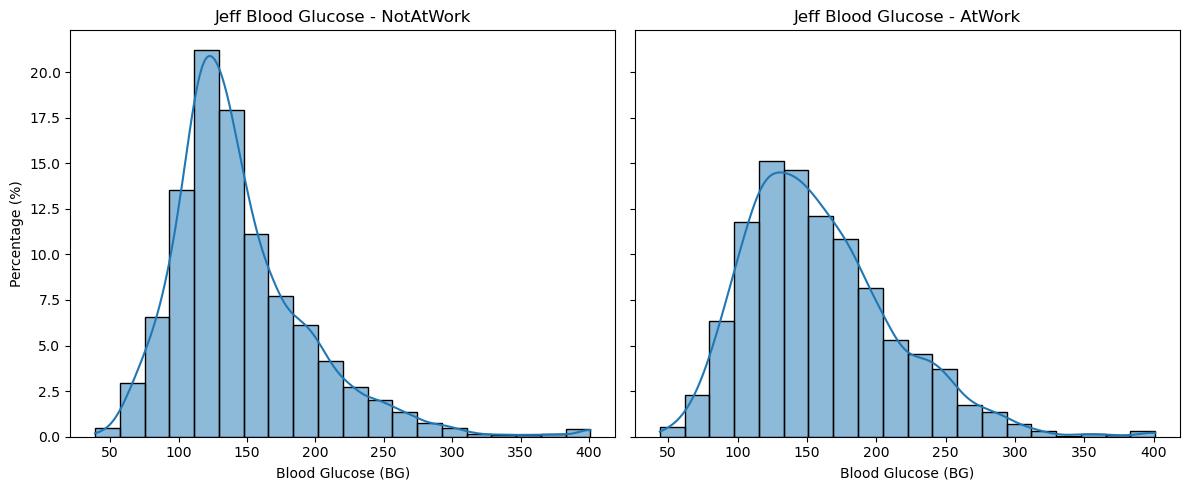 Jeff Blood Glucose - NotAtWork
Percentage (%)
20.0
17.5
15.0
12.5
10.0
7.5
5.0
2.5
0.0
50 100 150 200 250 300 350 400
Blood Glucose (BG)
Jeff Blood Glucose - AtWork
50 100 150 200 250 300 350 400
Blood Glucose (BG)